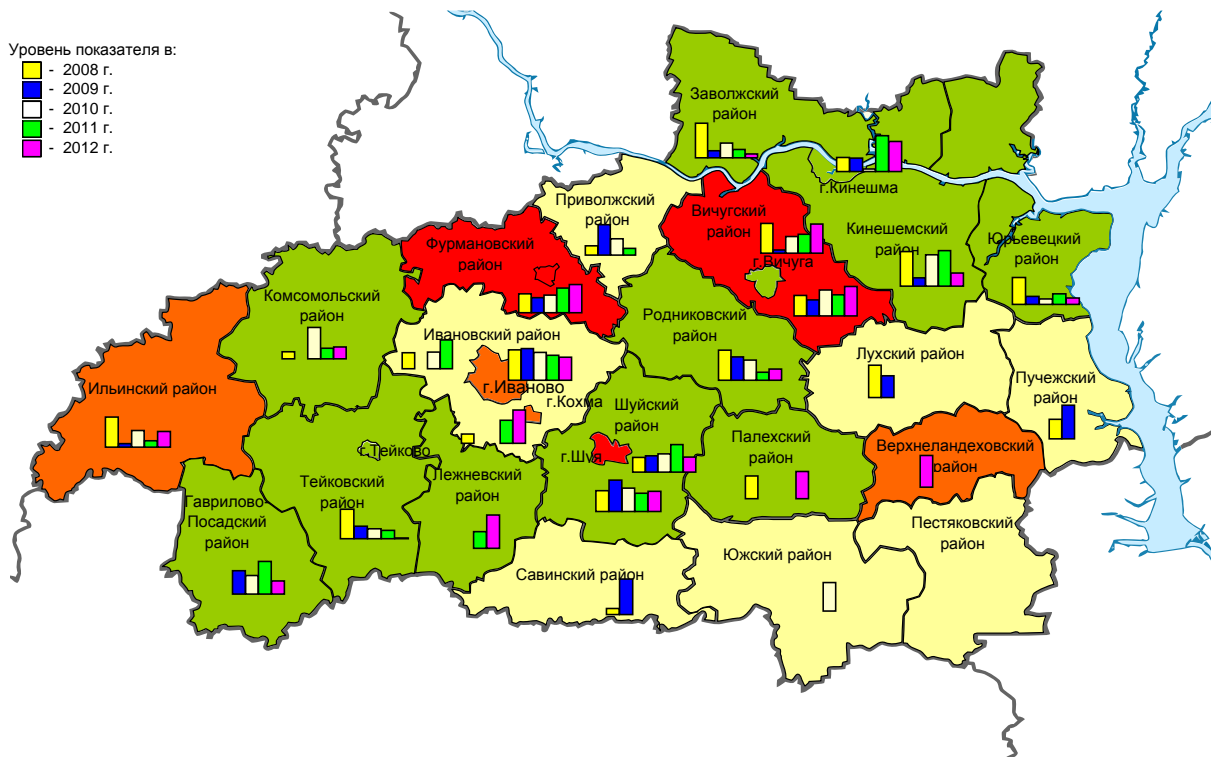 Уровень показателя в:
- 2008 г.
- 2009 г.
- 2010 г.
- 2011 г.
- 2012 г.
Заволжский
район
г.Кинешма
Приволжский
район
Вичугский
район
Кинешемский
район
Юрьевецкий
район
Фурмановский
район
г.Вичуга
Комсомольский
район
Родниковский
район
Ивановский район
Лухский район
Пучежский
район
Ильинский район
г.Иваново
г.Кохма
Шуйский
район
Палехский
район
Верхнеландеховский
район
г.Тейково
г.Шуя
Лежневский
район
Тейковский
район
Гаврилово-
Посадский
район
Пестяковский
район
Южский район
Савинский район